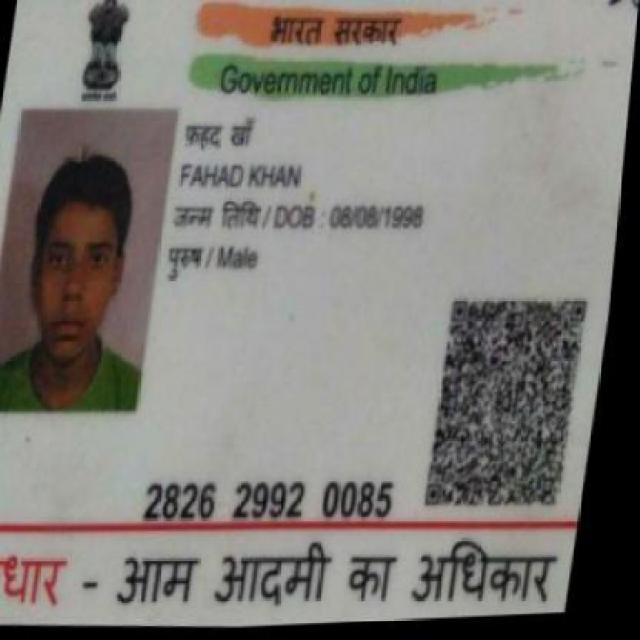 भारत सरकार
Government of India
फ़हद खाँ
FAHAD KHAN
जन्म तिथि / DOB : 08/08/1998
पुरुष / Male
2826 2992 0085
धार - आम आदमी का अधिकार